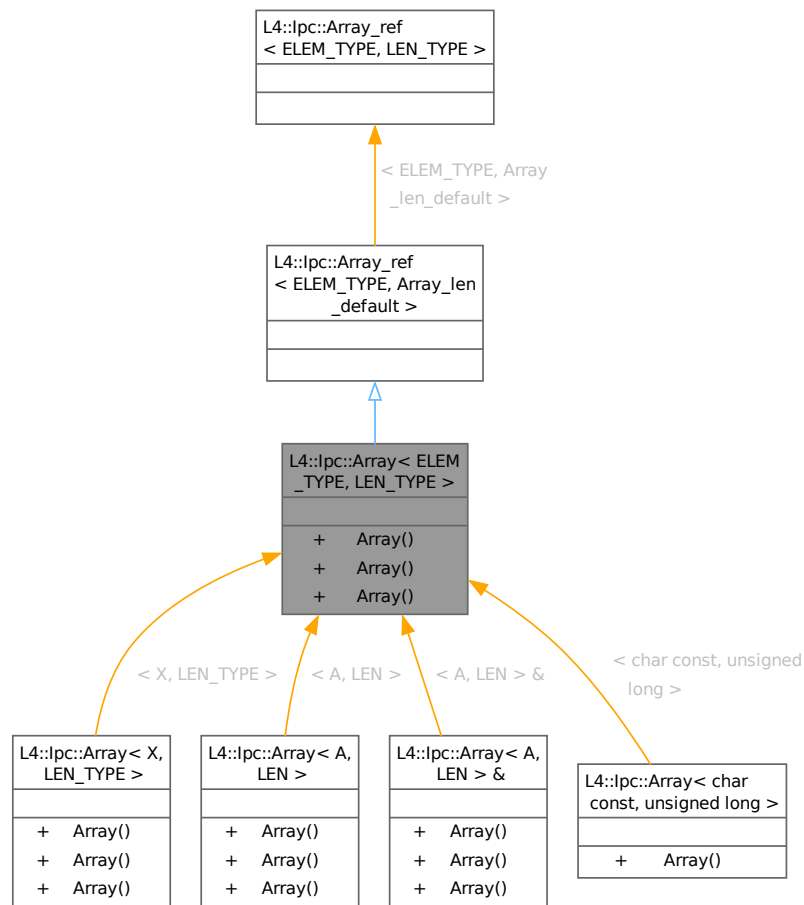 L4::Ipc::Array_ref
< ELEM_TYPE, LEN_TYPE >
< ELEM_TYPE, Array
_len_default >
L4::Ipc::Array_ref
< ELEM_TYPE, Array_len
_default >
L4::Ipc::Array< ELEM
_TYPE, LEN_TYPE >
+ Array()
+ Array()
+ Array()
< X, LEN_TYPE >
< A, LEN >
< A, LEN > &
< char const, unsigned
long >
L4::Ipc::Array< X,
LEN_TYPE >
+ Array()
+ Array()
+ Array()
L4::Ipc::Array< A,
LEN >
+ Array()
+ Array()
+ Array()
L4::Ipc::Array< A,
LEN > &
+ Array()
+ Array()
+ Array()
L4::Ipc::Array< char
const, unsigned long >
+ Array()